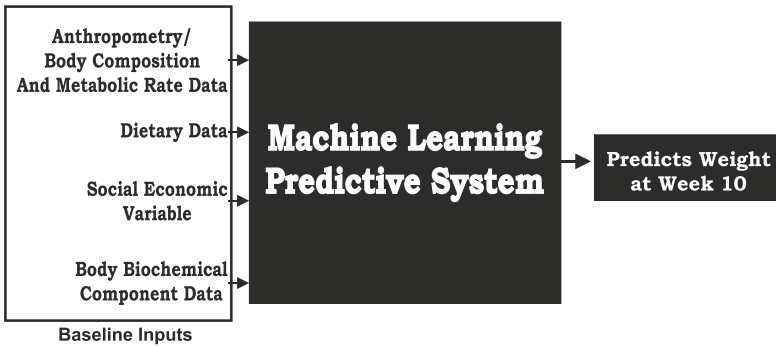 Anthropometry/
Body Composition
And Metabolic Rate Data
Dietary Data
Social Economic
Variable
Body Biochemical
Component Data
Baseline Inputs
Machine Learning
Predictive System
Predicts Weight
at Week 10